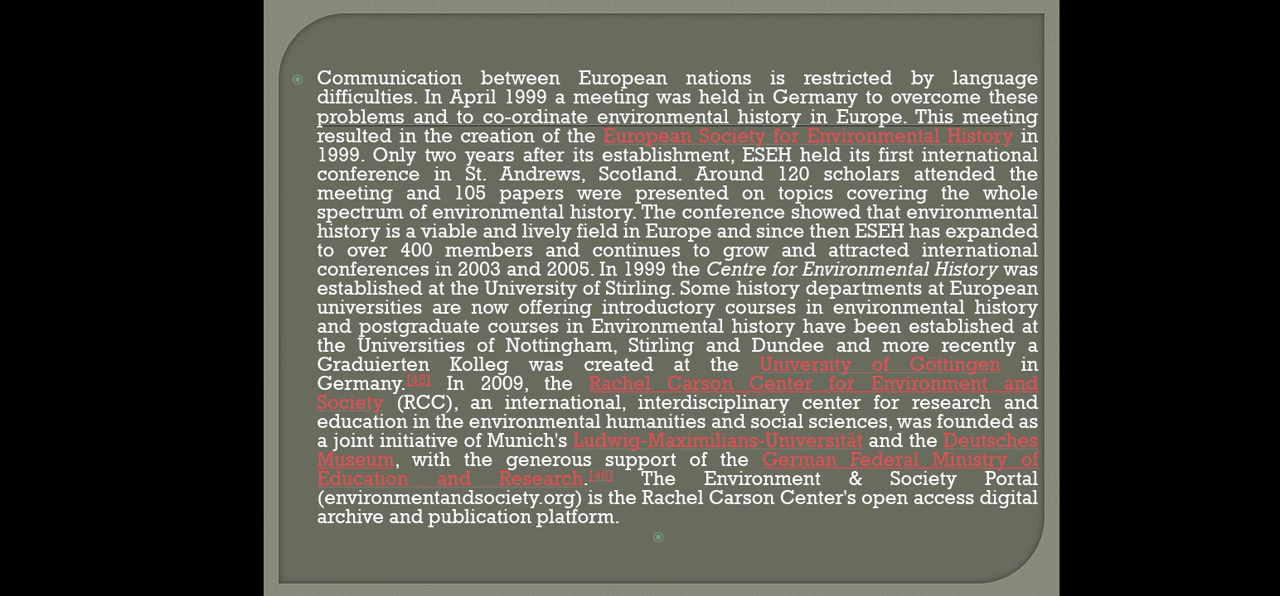 Communication between European nations is restricted by language
difficulties. In April 1999 a meeting was held in Germany to overcome these
problems and to co-ordinate environmental history in Europe. This meeting
resulted in the creation of the European Society for Environmental History in
1999. Only two years after its establishment, ESEH held its first international
conference in St. Andrews, Scotland. Around 120 scholars attended the
meeting and 105 papers were presented on topics covering the whole
spectrum of environmental history. The conference showed that environmental
history is a viable and lively field in Europe and since then ESEH has expanded
to over 400 members and continues to grow and attracted international
conferences in 2003 and 2005. In 1999 the Centre for Environmental History was
established at the University of Stirling. Some history departments at European
universities are now offering introductory courses in environmental history
and postgraduate courses in Environmental history have been established at
the Universities of Nottingham, Stirling and Dundee and more recently a
Graduierten Kolleg was created at the University of Göttingen in
Germany.[45] In 2009, the Rachel Carson Center for Environment and
Society (RCC), an international, interdisciplinary center for research and
education in the environmental humanities and social sciences, was founded as
a joint initiative of Munich's Ludwig-Maximilians-Universität and the Deutsches
Museum, with the generous support of the German Federal Ministry of
Education and Research.[46] The Environment & Society Portal
(environmentandsociety.org) is the Rachel Carson Center's open access digital
archive and publication platform.